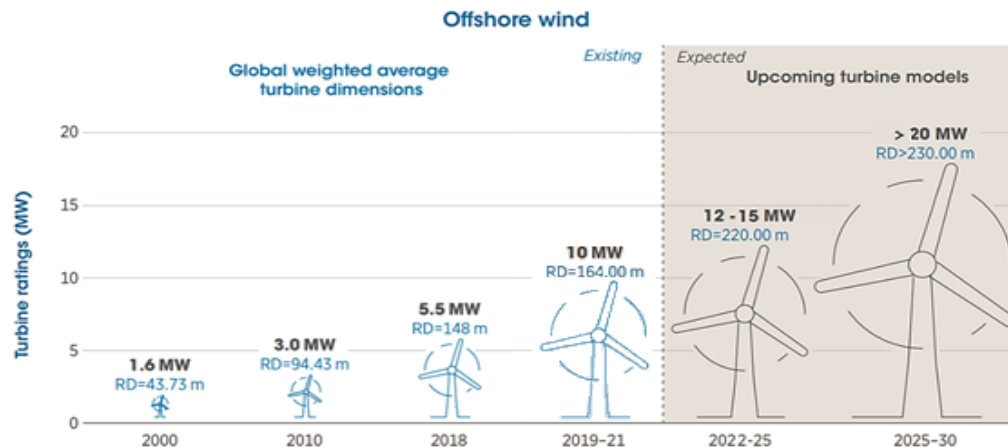 Offshore wind
Global weighted average
turbine dimensions
Existing
Expected
Upcoming turbine models
Turbine ratings (MW)
20
15
10
5
0
1.6 MW
RD=43.73 m
3.0 MW
RD=94.43 m
5.5 MW
RD=148 m
10 MW
RD=164.00 m
12 - 15 MW
RD=220.00 m
> 20 MW
RD>230.00 m
2000
2010
2018
2019-21
2022-25
2025-30